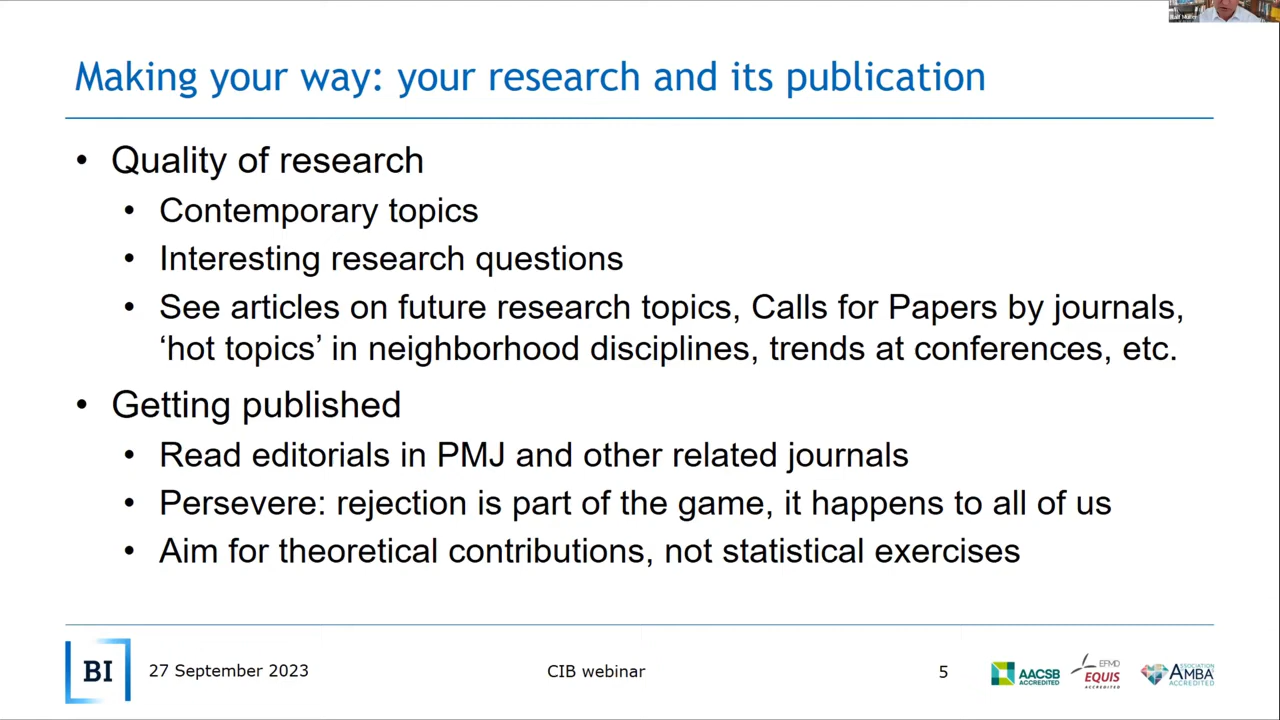 Ralf Müller
Making your way: your research and its publication
• Quality of research
• Contemporary topics
• Interesting research questions
• See articles on future research topics, Calls for Papers by journals,
‘hot topics’ in neighborhood disciplines, trends at conferences, etc.
• Getting published
• Read editorials in PMJ and other related journals
• Persevere: rejection is part of the game, it happens to all of us
• Aim for theoretical contributions, not statistical exercises
BI
27 September 2023
CIB webinar
5
AACSB
ACCREDITED
EFMD
EQUIS
ACCREDITED
ASSOCIATION
AMBA
ACCREDITED